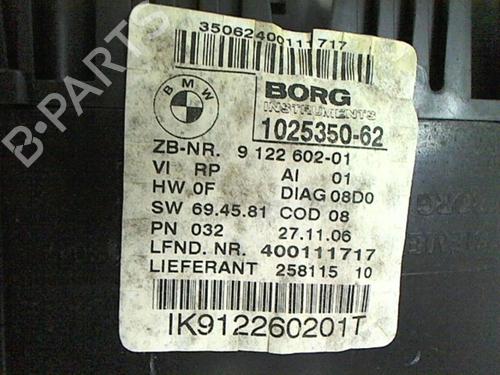 35062400111717
BMW
BORG
INSTRUMENTS
1025350-62
ZB-NR. 9 122 602-01
VI RP AI 01
HW 0F DIAG 08D0
SW 69.45.81 COD 08
PN 032 27.11.06
LFND. NR. 400111717
LIEFERANT 258115 10
IK912260201T
B-PARTS